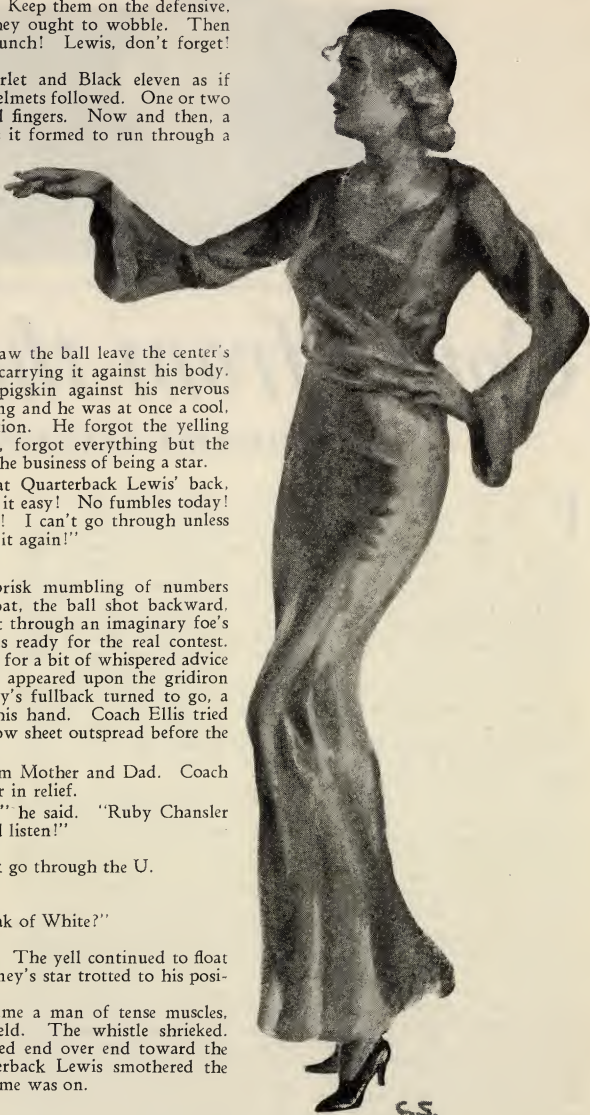 Keep them on the defensive.
ey ought to wobble. Then
unch! Lewis, don't forget!
rlet and Black eleven as if
elmets followed. One or two
l fingers. Now and then, a
it formed to run through a
aw the ball leave the center's
carrying it against his body.
pigskin against his nervous
ng and he was at once a cool,
ion. He forgot the yelling
, forgot everything but the
he business of being a star.
at Quarterback Lewis' back,
it easy! No fumbles today!
! I can't go through unless
it again!"
brisk mumbling of numbers
oat, the ball shot backward,
t through an imaginary foe's
s ready for the real contest.
for a bit of whispered advice
appeared upon the gridiron
y's fullback turned to go, a
his hand. Coach Ellis tried
ow sheet outspread before the
m Mother and Dad. Coach
r in relief.
" he said. "Ruby Chansler
l listen!"
t go through the U.
ak of White?"
The yell continued to float
ney's star trotted to his posi-
me a man of tense muscles,
eld. The whistle shrieked.
ed end over end toward the
erback Lewis smothered the
me was on.
C.S.